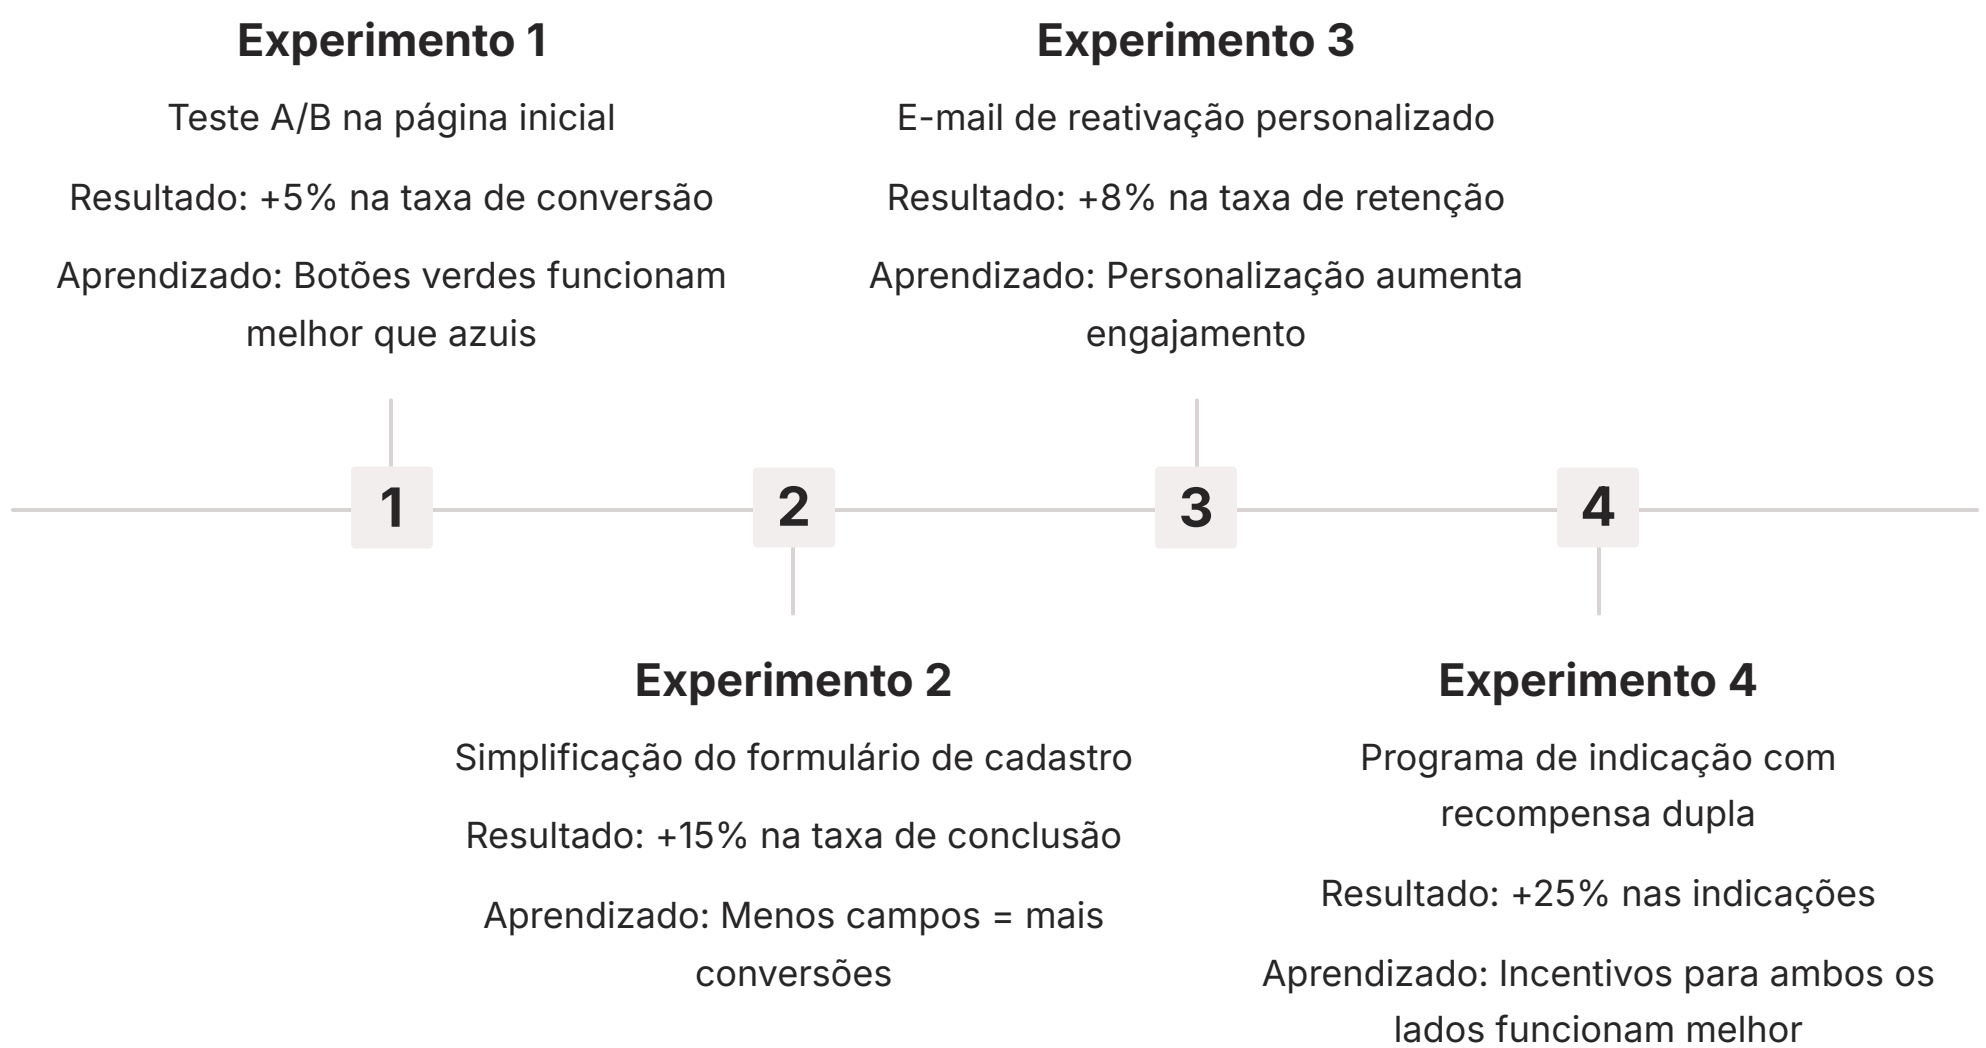 Experimento 1
Teste A/B na página inicial
Resultado: +5% na taxa de conversão
Aprendizado: Botões verdes funcionam
melhor que azuis
Experimento 3
E-mail de reativação personalizado
Resultado: +8% na taxa de retenção
Aprendizado: Personalização aumenta
engajamento
1
2
3
4
Experimento 2
Simplificação do formulário de cadastro
Resultado: +15% na taxa de conclusão
Aprendizado: Menos campos = mais
conversões
Experimento 4
Programa de indicação com
recompensa dupla
Resultado: +25% nas indicações
Aprendizado: Incentivos para ambos os
lados funcionam melhor